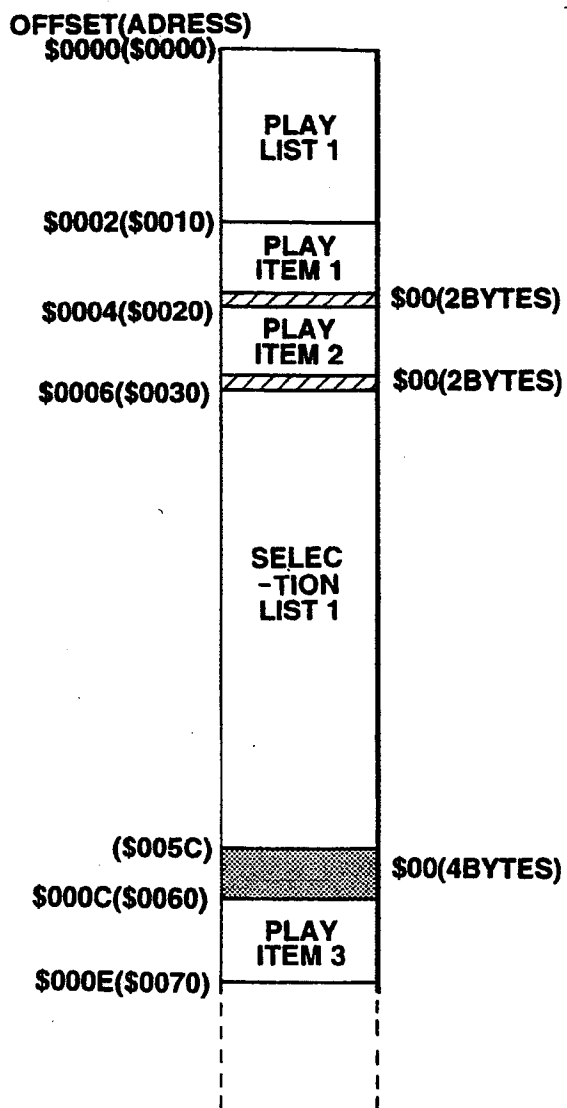 OFFSET(ADRESS)
$0000($0000)
PLAY
LIST 1
$0002($0010)
PLAY
ITEM 1
$00(2BYTES)
$0004($0020)
PLAY
ITEM 2
$00(2BYTES)
$0006($0030)
SELEC
-TION
LIST 1
($005C)
$00(4BYTES)
$000C($0060)
PLAY
ITEM 3
$000E($0070)